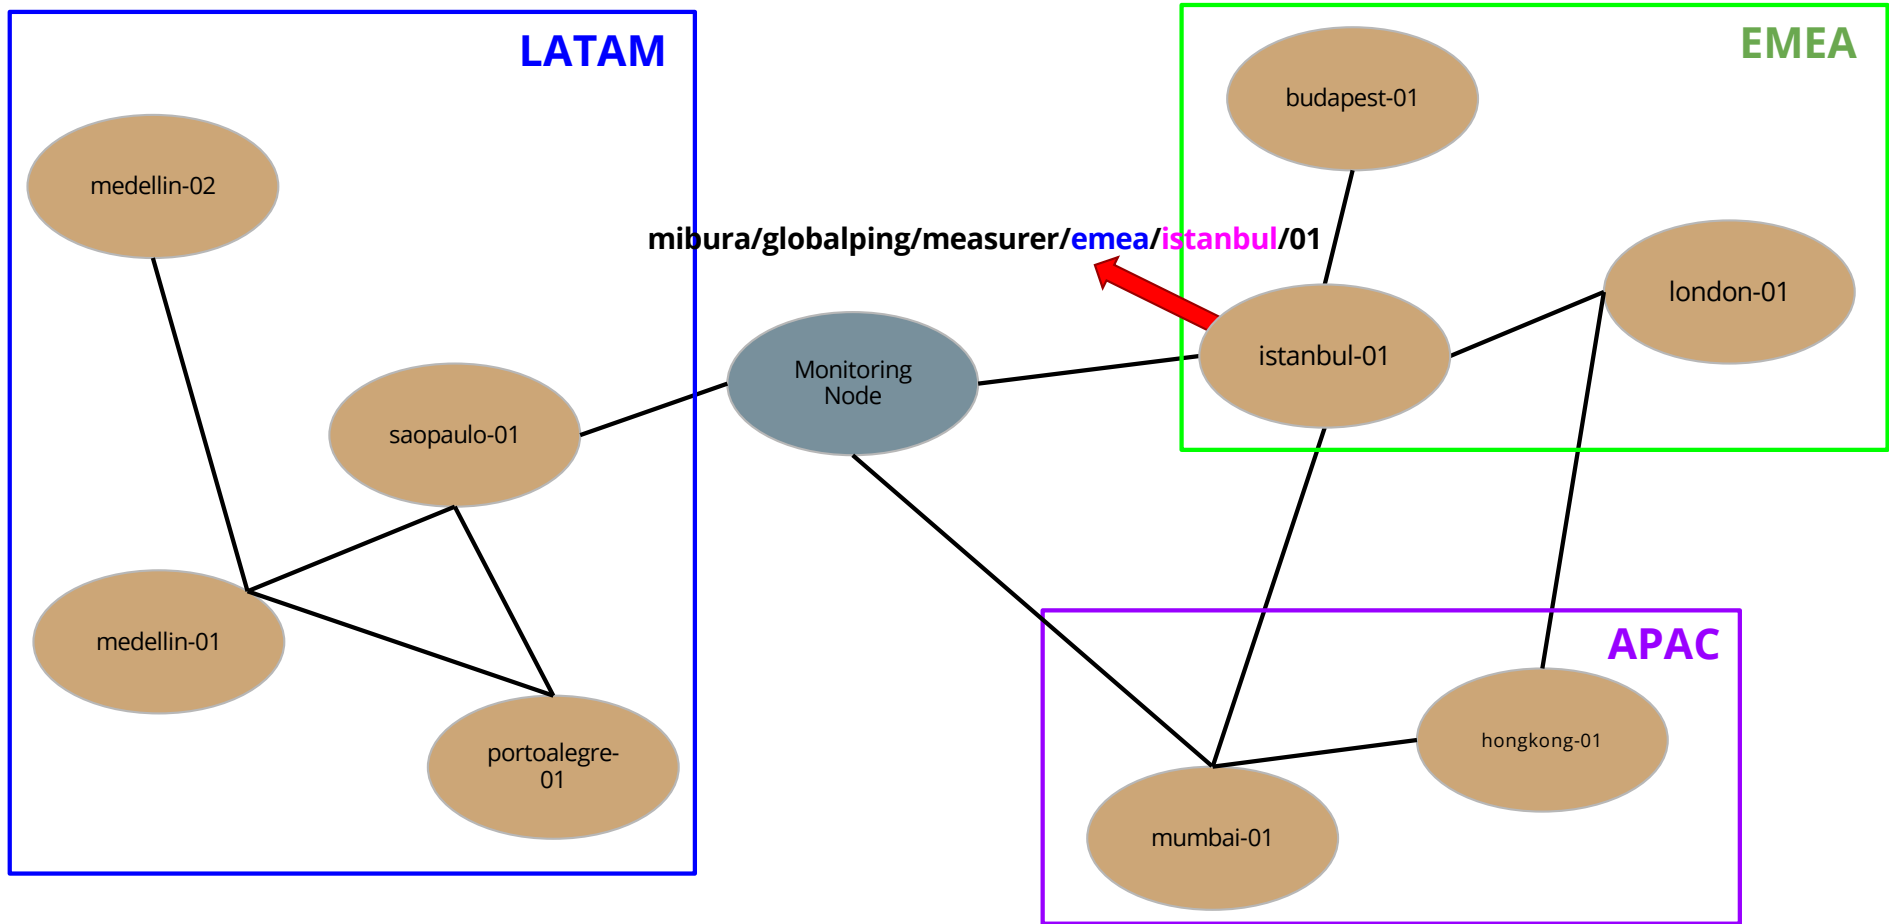 LATAM
EMEA
budapest-01
medellin-02
mibura/globalping/measurer/emea/istanbul/01
london-01
istanbul-01
Monitoring
Node
saopaulo-01
medellin-01
APAC
portoalegre-
01
hongkong-01
mumbai-01